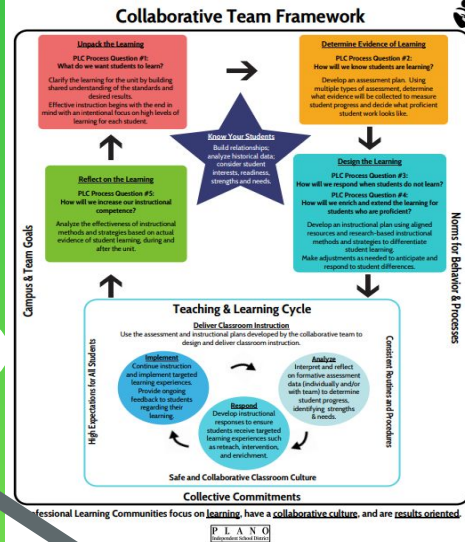 Collaborative Team Framework
Unpack the Learning
PLC Process Question #1:
What do we want students to learn?
Clarify the learning for the unit by building
shared understanding of the standards and
desired results.
Effective instruction begins with the end in
mind with an intentional focus on high levels of
learning for each student.
Determine Evidence of Learning
PLC Process Question #2:
How will we know students are learning?
Develop an assessment plan. Using
multiple types of assessment, determine
what evidence will be collected to measure
student progress and decide what proficient
student work looks like.
Know Your Students
Build relationships;
analyze historical data;
consider student
interests, readiness,
strengths and needs.
Reflect on the Learning
PLC Process Question #5:
How will we increase our instructional
competence?
Analyze the effectiveness of instructional
methods and strategies based on actual
evidence of student learning, during and
after the unit.
Design the Learning
PLC Process Question #3:
How will we respond when students do not learn?
PLC Process Question #4:
How will we enrich and extend the learning for
students who are proficient?
Develop an instruction plan using aligned
resources and research-based instructional
methods and strategies to differentiate
student learning.
Make adjustments as needed to anticipate and
respond to student differences.
Campus & Team Goals
Norms for Behavior & Processes
Teaching & Learning Cycle
Deliver Classroom Instruction
Use the assessment and instructional plans developed by the collaborative team to
design and deliver classroom instruction.
High Expectations for All Students
Consistent Routines and Procedures
Implement
Continue instruction
and implement targeted
learning experiences.
Provide ongoing
feedback to students
regarding their
learning.
Analyze
Interpret and reflect
on formative assessment
data (individually and/or
with team) to determine
student progress,
identifying strengths
& needs.
Respond
Develop instructional
responses to ensure
students receive targeted
learning experiences such
as reteach, intervention,
and enrichment.
Safe and Collaborative Classroom Culture
Collective Commitments
ofessional Learning Communities focus on learning, have a collaborative culture, and are results oriented.
PLANO
Independent School District